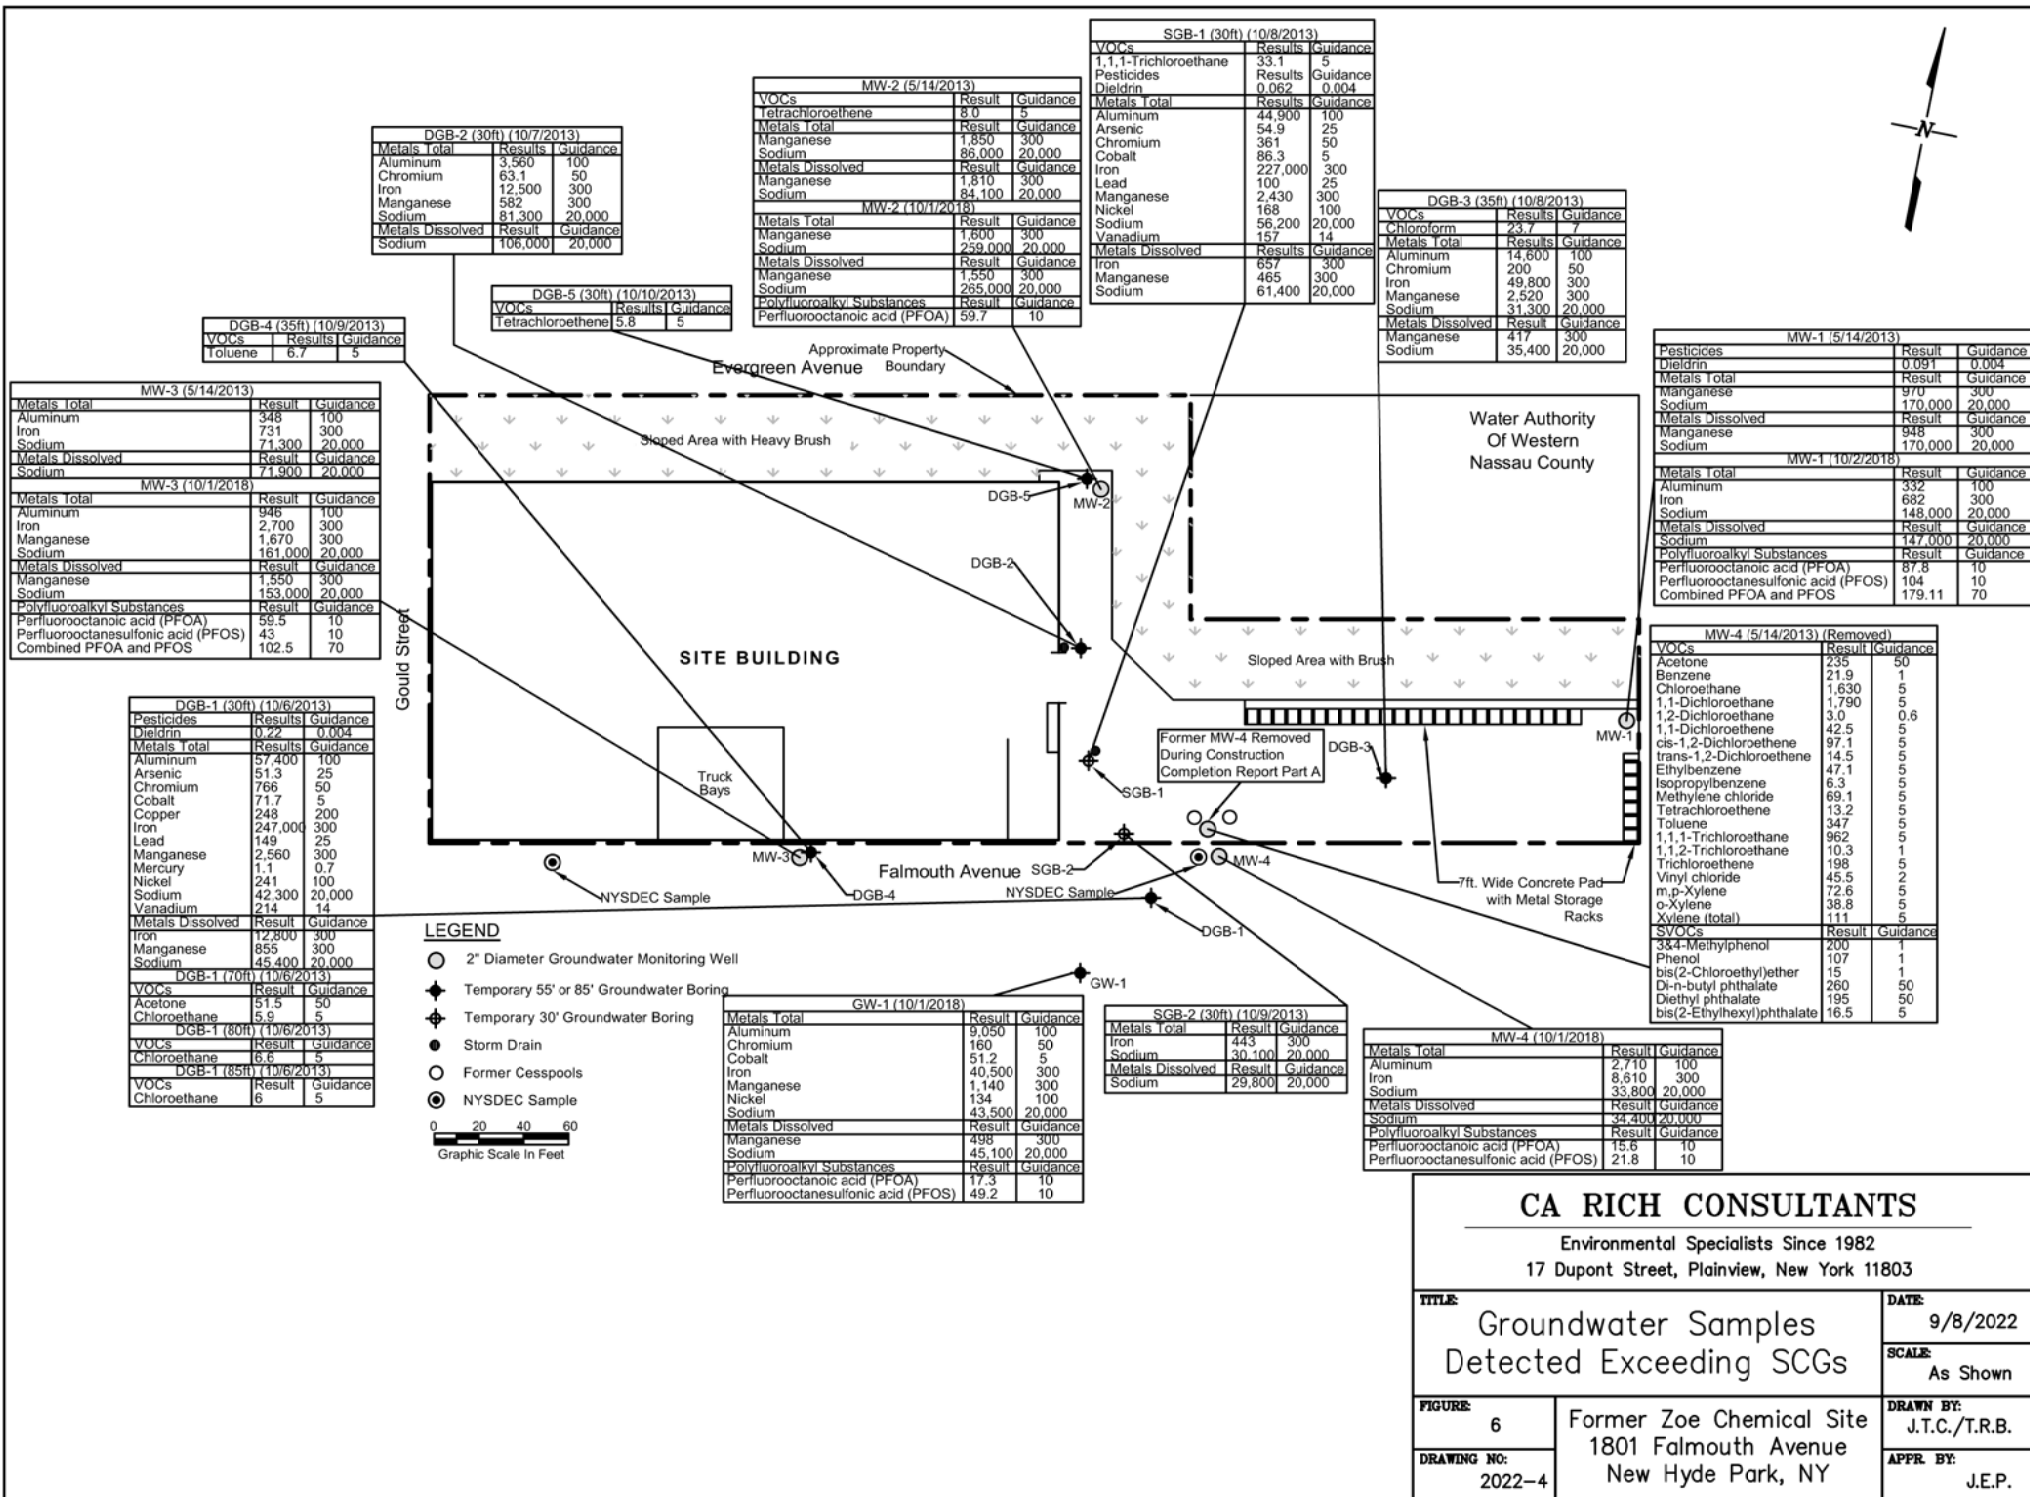 SGB-1 (30ft) (10/8/2013)
VOCs Results Guidance
1,1,1-Trichloroethane 33.1 5
Pesticides Results Guidance
Dieldrin 0.062 0.004
Metals Total Results Guidance
Aluminum 44,900 100
Arsenic 54.9 25
Chromium 361 50
Cobalt 86.3 5
Iron 227,000 300
Lead 100 25
Manganese 2,430 300
Nickel 168 100
Sodium 56,200 20,000
Vanadium 157 14
Metals Dissolved Results Guidance
Iron 657 300
Manganese 465 300
Sodium 61,400 20,000
MW-2 (5/14/2013)
VOCs Result Guidance
Tetrachloroethene 8.0 5
Metals Total Result Guidance
Manganese 1,850 300
Sodium 86,000 20,000
Metals Dissolved Result Guidance
Manganese 1,810 300
Sodium 84,100 20,000
MW-2 (10/1/2018)
Metals Total Result Guidance
Manganese 1,600 300
Sodium 259,000 20,000
Metals Dissolved Result Guidance
Manganese 1,550 300
Sodium 265,000 20,000
Polyfluoroalkyl Substances Result Guidance
Perfluorooctanoic acid (PFOA) 59.7 10
DGB-2 (30ft) (10/7/2013)
Metals Total Results Guidance
Aluminum 3,560 100
Chromium 63.1 50
Iron 12,500 300
Manganese 582 300
Sodium 81,300 20,000
Metals Dissolved Result Guidance
Sodium 106,000 20,000
DGB-5 (30ft) (10/10/2013)
VOCs Results Guidance
Tetrachloroethene 5.8 5
DGB-4 (35ft) (10/9/2013)
VOCs Results Guidance
Toluene 6.7 5
DGB-3 (35ft) (10/8/2013)
VOCs Results Guidance
Chloroform 23.7 7
Metals Total Results Guidance
Aluminum 14,600 100
Chromium 200 50
Iron 49,800 300
Manganese 2,520 300
Sodium 31,300 20,000
Metals Dissolved Result Guidance
Manganese 417 300
Sodium 35,400 20,000
N
MW-1 (5/14/2013)
Pesticides Result Guidance
Dieldrin 0.091 0.004
Metals Total Result Guidance
Manganese 970 300
Sodium 170,000 20,000
Metals Dissolved Result Guidance
Manganese 948 300
Sodium 170,000 20,000
MW-1 (10/2/2018)
Metals Total Result Guidance
Aluminum 332 100
Iron 682 300
Sodium 148,000 20,000
Metals Dissolved Result Guidance
Sodium 147,000 20,000
Polyfluoroalkyl Substances Result Guidance
Perfluorooctanoic acid (PFOA) 87.8 10
Perfluorooctanesulfonic acid (PFOS) 104 10
Combined PFOA and PFOS 179.11 70
MW-3 (5/14/2013)
Metals Total Result Guidance
Aluminum 348 100
Iron 731 300
Sodium 71,300 20,000
Metals Dissolved Result Guidance
Sodium 71,900 20,000
MW-3 (10/1/2018)
Metals Total Result Guidance
Aluminum 946 100
Iron 2,700 300
Manganese 1,670 300
Sodium 161,000 20,000
Metals Dissolved Result Guidance
Manganese 1,550 300
Sodium 153,000 20,000
Polyfluoroalkyl Substances Result Guidance
Perfluorooctanoic acid (PFOA) 59.5 10
Perfluorooctanesulfonic acid (PFOS) 43 10
Combined PFOA and PFOS 102.5 70
Approximate Property
Boundary
Evergreen Avenue
Sloped Area with Heavy Brush
Water Authority
Of Western
Nassau County
DGB-5
MW-2
DGB-2
SITE BUILDING
Sloped Area with Brush
Gould Street
Truck
Bays
Former MW-4 Removed
During Construction
Completion Report Part A
DGB-3
MW-1
SGB-1
MW-3
Falmouth Avenue
SGB-2
MW-4
NYSDEC Sample
DGB-4
NYSDEC Sample
DGB-1
7ft. Wide Concrete Pad
with Metal Storage
Racks
GW-1
MW-4 (5/14/2013) (Removed)
VOCs Result Guidance
Acetone 235 50
Benzene 21.9 1
Chloroethane 1,630 5
1,1-Dichloroethane 1,790 5
1,2-Dichloroethane 3.0 0.6
1,1-Dichloroethene 42.5 5
cis-1,2-Dichloroethene 97.1 5
trans-1,2-Dichloroethene 14.5 5
Ethylbenzene 47.1 5
Isopropylbenzene 6.3 5
Methylene chloride 69.1 5
Tetrachloroethene 13.2 5
Toluene 347 5
1,1,1-Trichloroethane 962 5
1,1,2-Trichloroethane 10.3 1
Trichloroethene 198 5
Vinyl chloride 45.5 2
m,p-Xylene 72.6 5
o-Xylene 38.8 5
Xylene (total) 111 5
SVOCs Result Guidance
3&4-Methylphenol 200 1
Phenol 107 1
bis(2-Chloroethyl)ether 15 1
Di-n-butyl phthalate 260 50
Diethyl phthalate 195 50
bis(2-Ethylhexyl)phthalate 16.5 5
DGB-1 (30ft) (10/6/2013)
Pesticides Results Guidance
Dieldrin 0.22 0.004
Metals Total Results Guidance
Aluminum 57,400 100
Arsenic 51.3 25
Chromium 766 50
Cobalt 71.7 5
Copper 248 200
Iron 247,000 300
Lead 149 25
Manganese 2,560 300
Mercury 1.1 0.7
Nickel 241 100
Sodium 42,300 20,000
Vanadium 214 14
Metals Dissolved Result Guidance
Iron 12,800 300
Manganese 855 300
Sodium 45,400 20,000
DGB-1 (70ft) (10/6/2013)
VOCs Result Guidance
Acetone 51.5 50
Chloroethane 5.9 5
DGB-1 (80ft) (10/6/2013)
VOCs Result Guidance
Chloroethane 6.6 5
DGB-1 (85ft) (10/6/2013)
VOCs Result Guidance
Chloroethane 6 5
LEGEND
2" Diameter Groundwater Monitoring Well
Temporary 55' or 85' Groundwater Boring
Temporary 30' Groundwater Boring
Storm Drain
Former Cesspools
NYSDEC Sample
0 20 40 60
Graphic Scale In Feet
GW-1 (10/1/2018)
Metals Total Result Guidance
Aluminum 9,050 100
Chromium 160 50
Cobalt 51.2 5
Iron 40,500 300
Manganese 1,140 300
Nickel 134 100
Sodium 43,500 20,000
Metals Dissolved Result Guidance
Manganese 498 300
Sodium 45,100 20,000
Polyfluoroalkyl Substances Result Guidance
Perfluorooctanoic acid (PFOA) 17.3 10
Perfluorooctanesulfonic acid (PFOS) 49.2 10
SGB-2 (30ft) (10/9/2013)
Metals Total Result Guidance
Iron 443 300
Sodium 30,100 20,000
Metals Dissolved Result Guidance
Sodium 29,800 20,000
MW-4 (10/1/2018)
Metals Total Result Guidance
Aluminum 2,710 100
Iron 8,610 300
Sodium 33,800 20,000
Metals Dissolved Result Guidance
Sodium 34,400 20,000
Polyfluoroalkyl Substances Result Guidance
Perfluorooctanoic acid (PFOA) 15.6 10
Perfluorooctanesulfonic acid (PFOS) 21.8 10
CA RICH CONSULTANTS
Environmental Specialists Since 1982
17 Dupont Street, Plainview, New York 11803
TITLE:
Groundwater Samples
Detected Exceeding SCGs
DATE:
9/8/2022
SCALE:
As Shown
FIGURE:
6
DRAWING NO:
2022-4
Former Zoe Chemical Site
1801 Falmouth Avenue
New Hyde Park, NY
DRAWN BY:
J.T.C./T.R.B.
APPR. BY:
J.E.P.